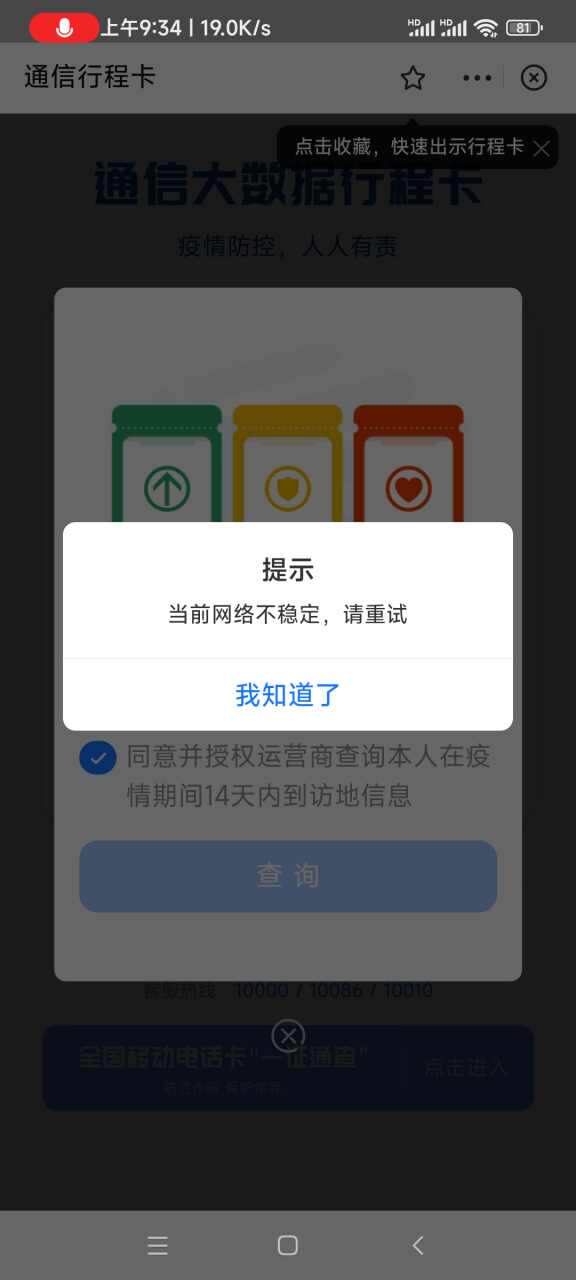 上午9:34 | 19.0K/s
HD HD 81
通信行程卡
点击收藏，快速出示行程卡
通信大数据行程卡
疫情防控，人人有责
提示
当前网络不稳定，请重试
我知道了
同意并授权运营商查询本人在疫
情期间14天内到访地信息
查 询
客服热线 10000 / 10086 / 10010
全国移动电话卡"一证通查"
点击进入